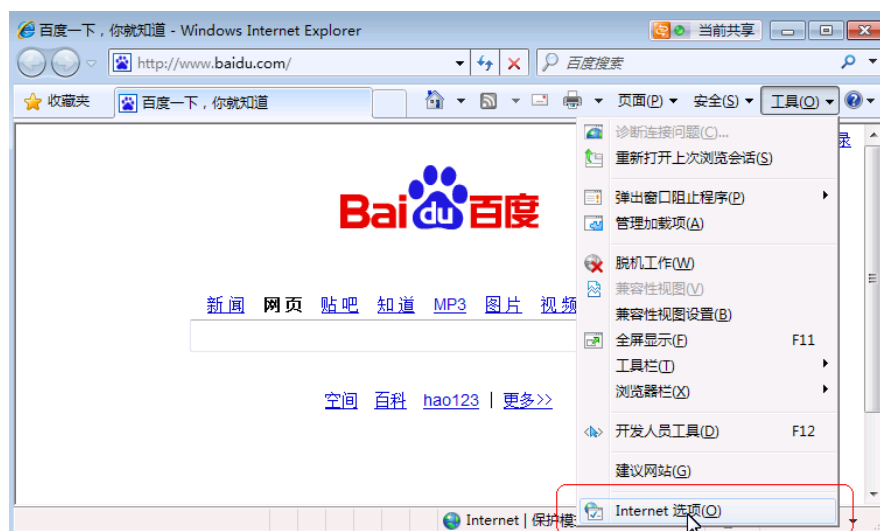 百度一下，你就知道 - Windows Internet Explorer
当前共享
http://www.baidu.com/
百度搜索
收藏夹
百度一下，你就知道
页面(P)
安全(S)
工具(O)
录
Bai du 百度
新闻 网页 贴吧 知道 MP3 图片 视频
空间 百科 hao123 | 更多>>
诊断连接问题(C)...
重新打开上次浏览会话(S)
弹出窗口阻止程序(P)
管理加载项(A)
脱机工作(W)
兼容性视图(V)
兼容性视图设置(B)
全屏显示(F) F11
工具栏(T)
浏览器栏(X)
开发人员工具(D) F12
建议网站(G)
Internet 选项(O)
Internet | 保护模